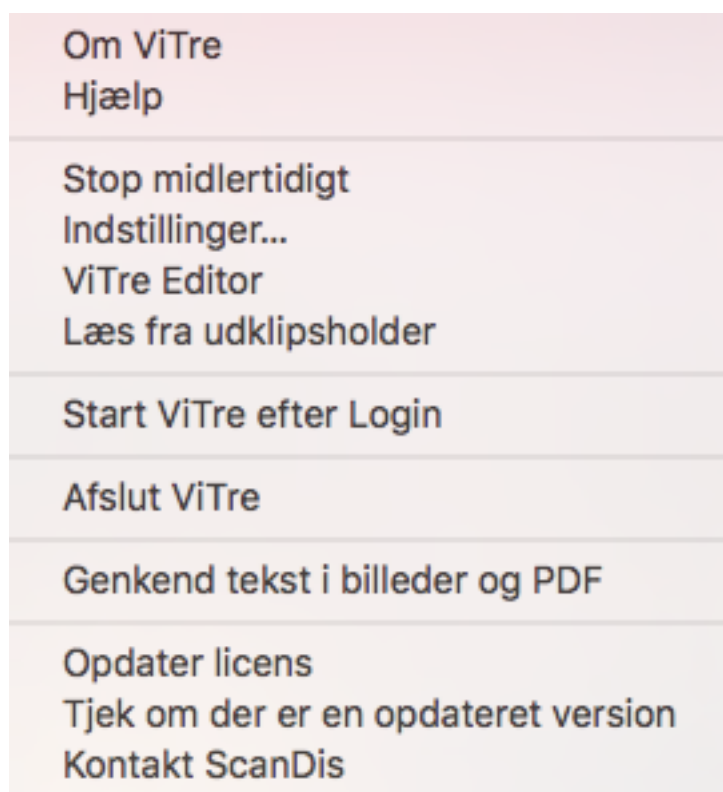 Om ViTre
Hjælp
Stop midlertidigt
Indstillinger...
ViTre Editor
Læs fra udklipsholder
Start ViTre efter Login
Afslut ViTre
Genkend tekst i billeder og PDF
Opdater licens
Tjek om der er en opdateret version
Kontakt ScanDis